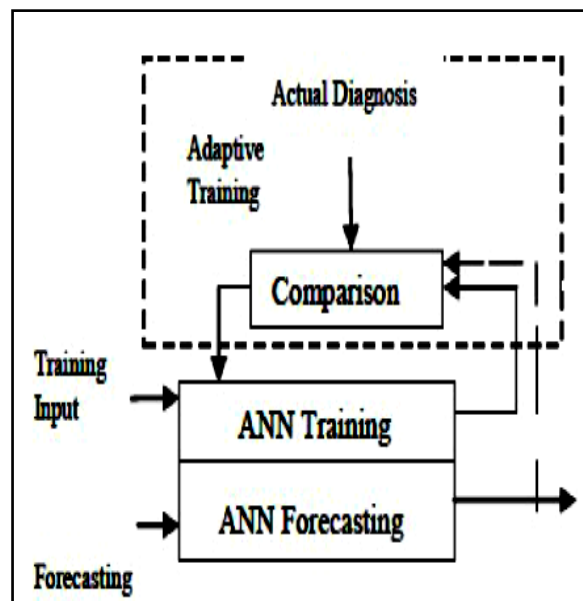 Actual Diagnosis
Adaptive
Training
Comparison
Training
Input
ANN Training
ANN Forecasting
Forecasting